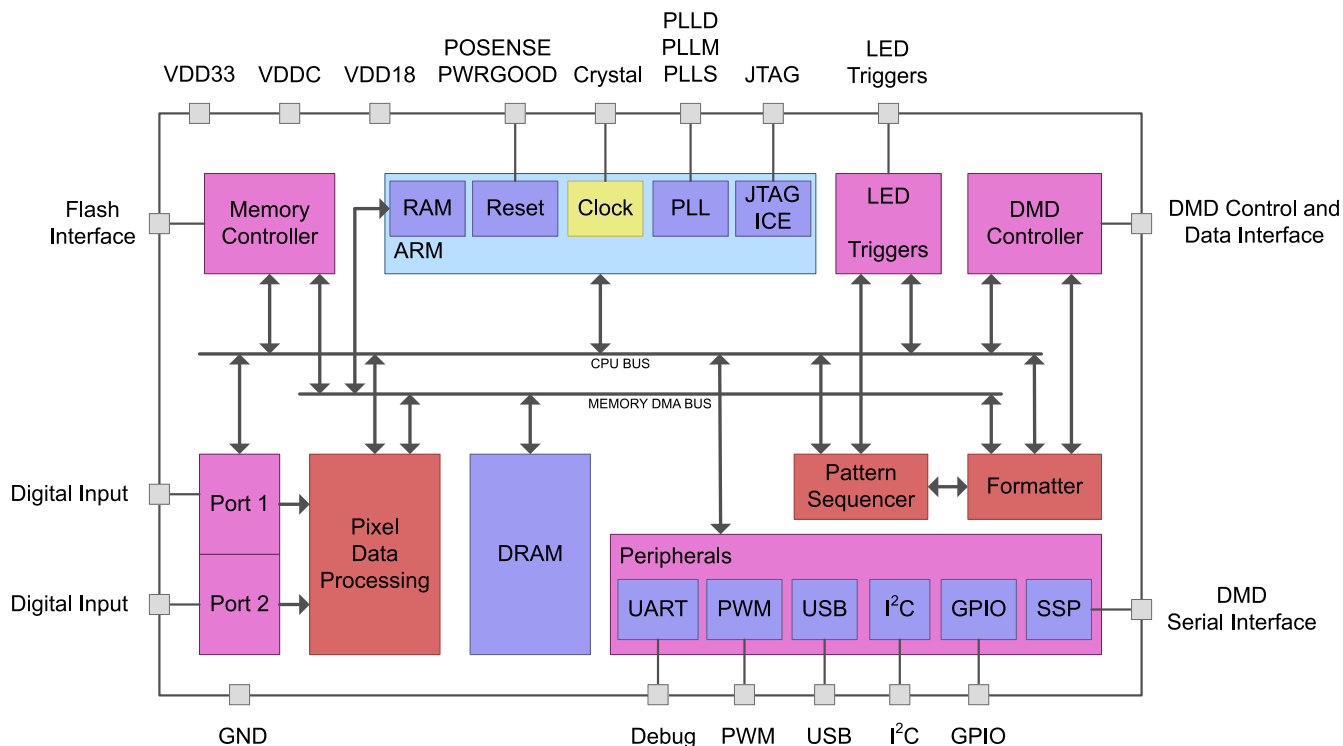 PLLD
PLLM
PLLS
POSENSE
PWRGOOD
LED
Triggers
VDD33
VDDC
VDD18
Crystal
JTAG
Flash
Interface
Memory
Controller
RAM
Reset
Clock
PLL
JTAG
ICE
ARM
LED
Triggers
DMD
Controller
DMD Control and
Data Interface
CPU BUS
MEMORY DMA BUS
Digital Input
Port 1
Digital Input
Port 2
Pixel
Data
Processing
DRAM
Pattern
Sequencer
Formatter
Peripherals
UART
PWM
USB
I²C
GPIO
SSP
DMD
Serial Interface
GND
Debug
PWM
USB
I²C
GPIO